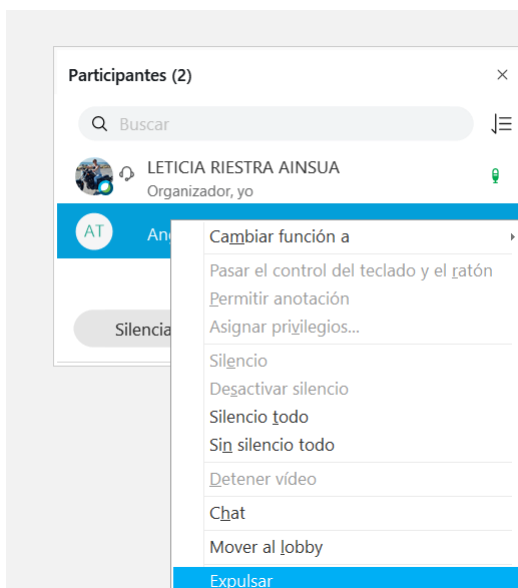 Participantes (2)
Buscar
LETICIA RIESTRA AINSUA
Organizador, yo
AT
Cambiar función a
Pasar el control del teclado y el ratón
Permitir anotación
Asignar privilegios...
Silencia
Silencio
Desactivar silencio
Silencio todo
Sin silencio todo
Detener vídeo
Chat
Mover al lobby
Expulsar